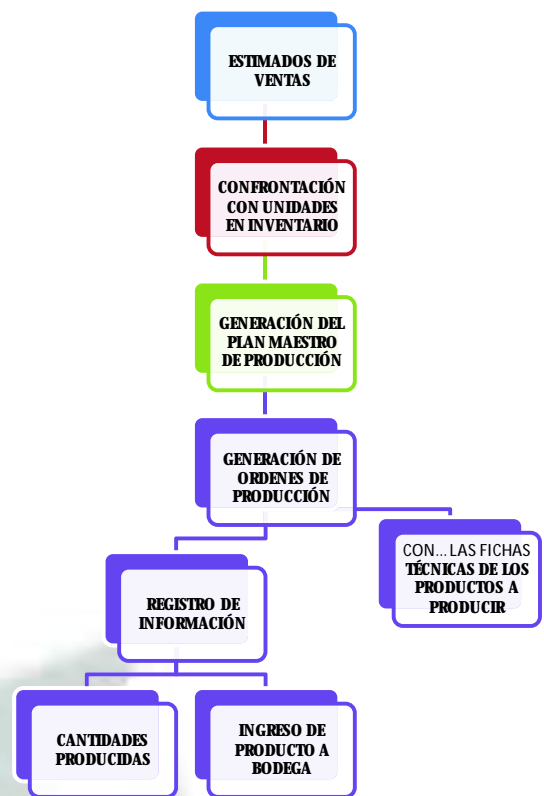 ESTIMADOS DE
VENTAS
CONFRONTACIÓN
CON UNIDADES
EN INVENTARIO
GENERACIÓN DEL
PLAN MAESTRO
DE PRODUCCIÓN
GENERACIÓN DE
ORDENES DE
PRODUCCIÓN
CON...LAS FICHAS
TÉCNICAS DE LOS
PRODUCTOS A
PRODUCIR
REGISTRO DE
INFORMACIÓN
CANTIDADES
PRODUCIDAS
INGRESO DE
PRODUCTO A
BODEGA